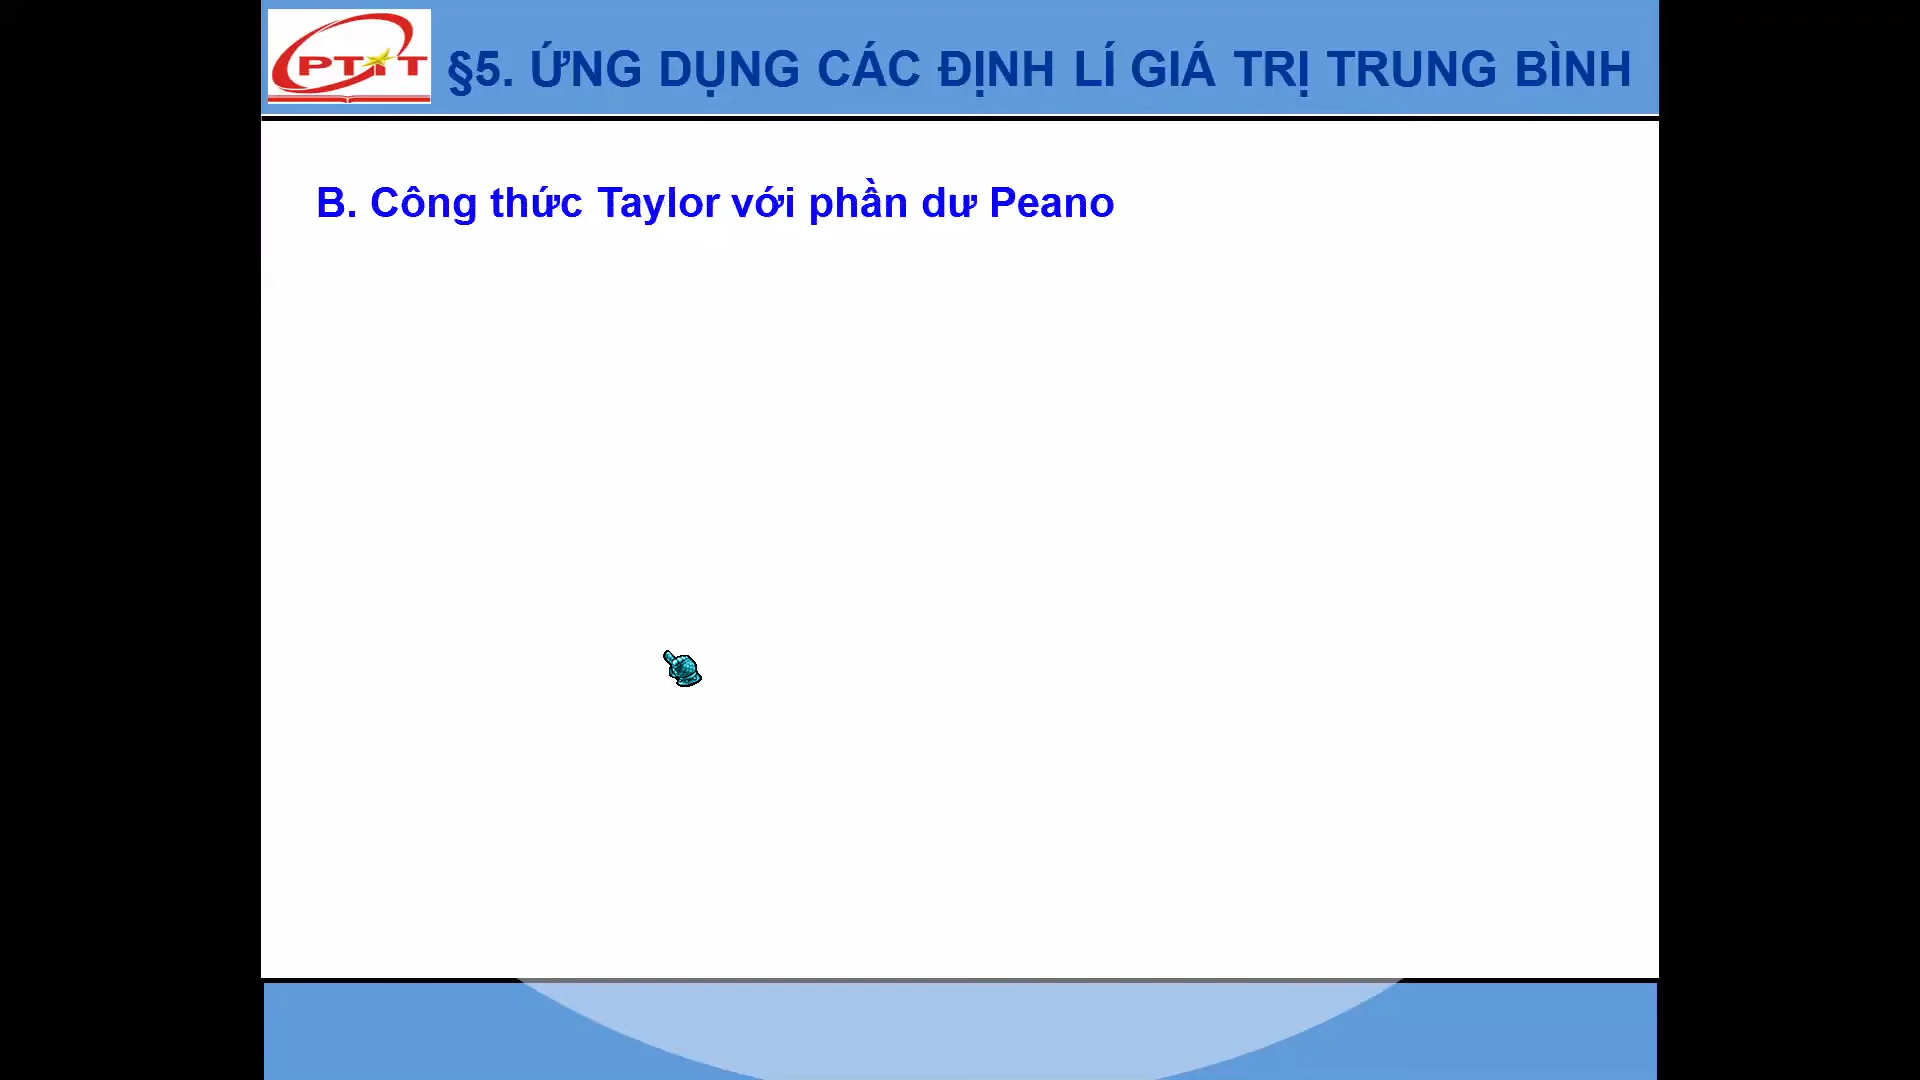 PTIT
§5. ỨNG DỤNG CÁC ĐỊNH LÍ GIÁ TRỊ TRUNG BÌNH
B. Công thức Taylor với phần dư Peano